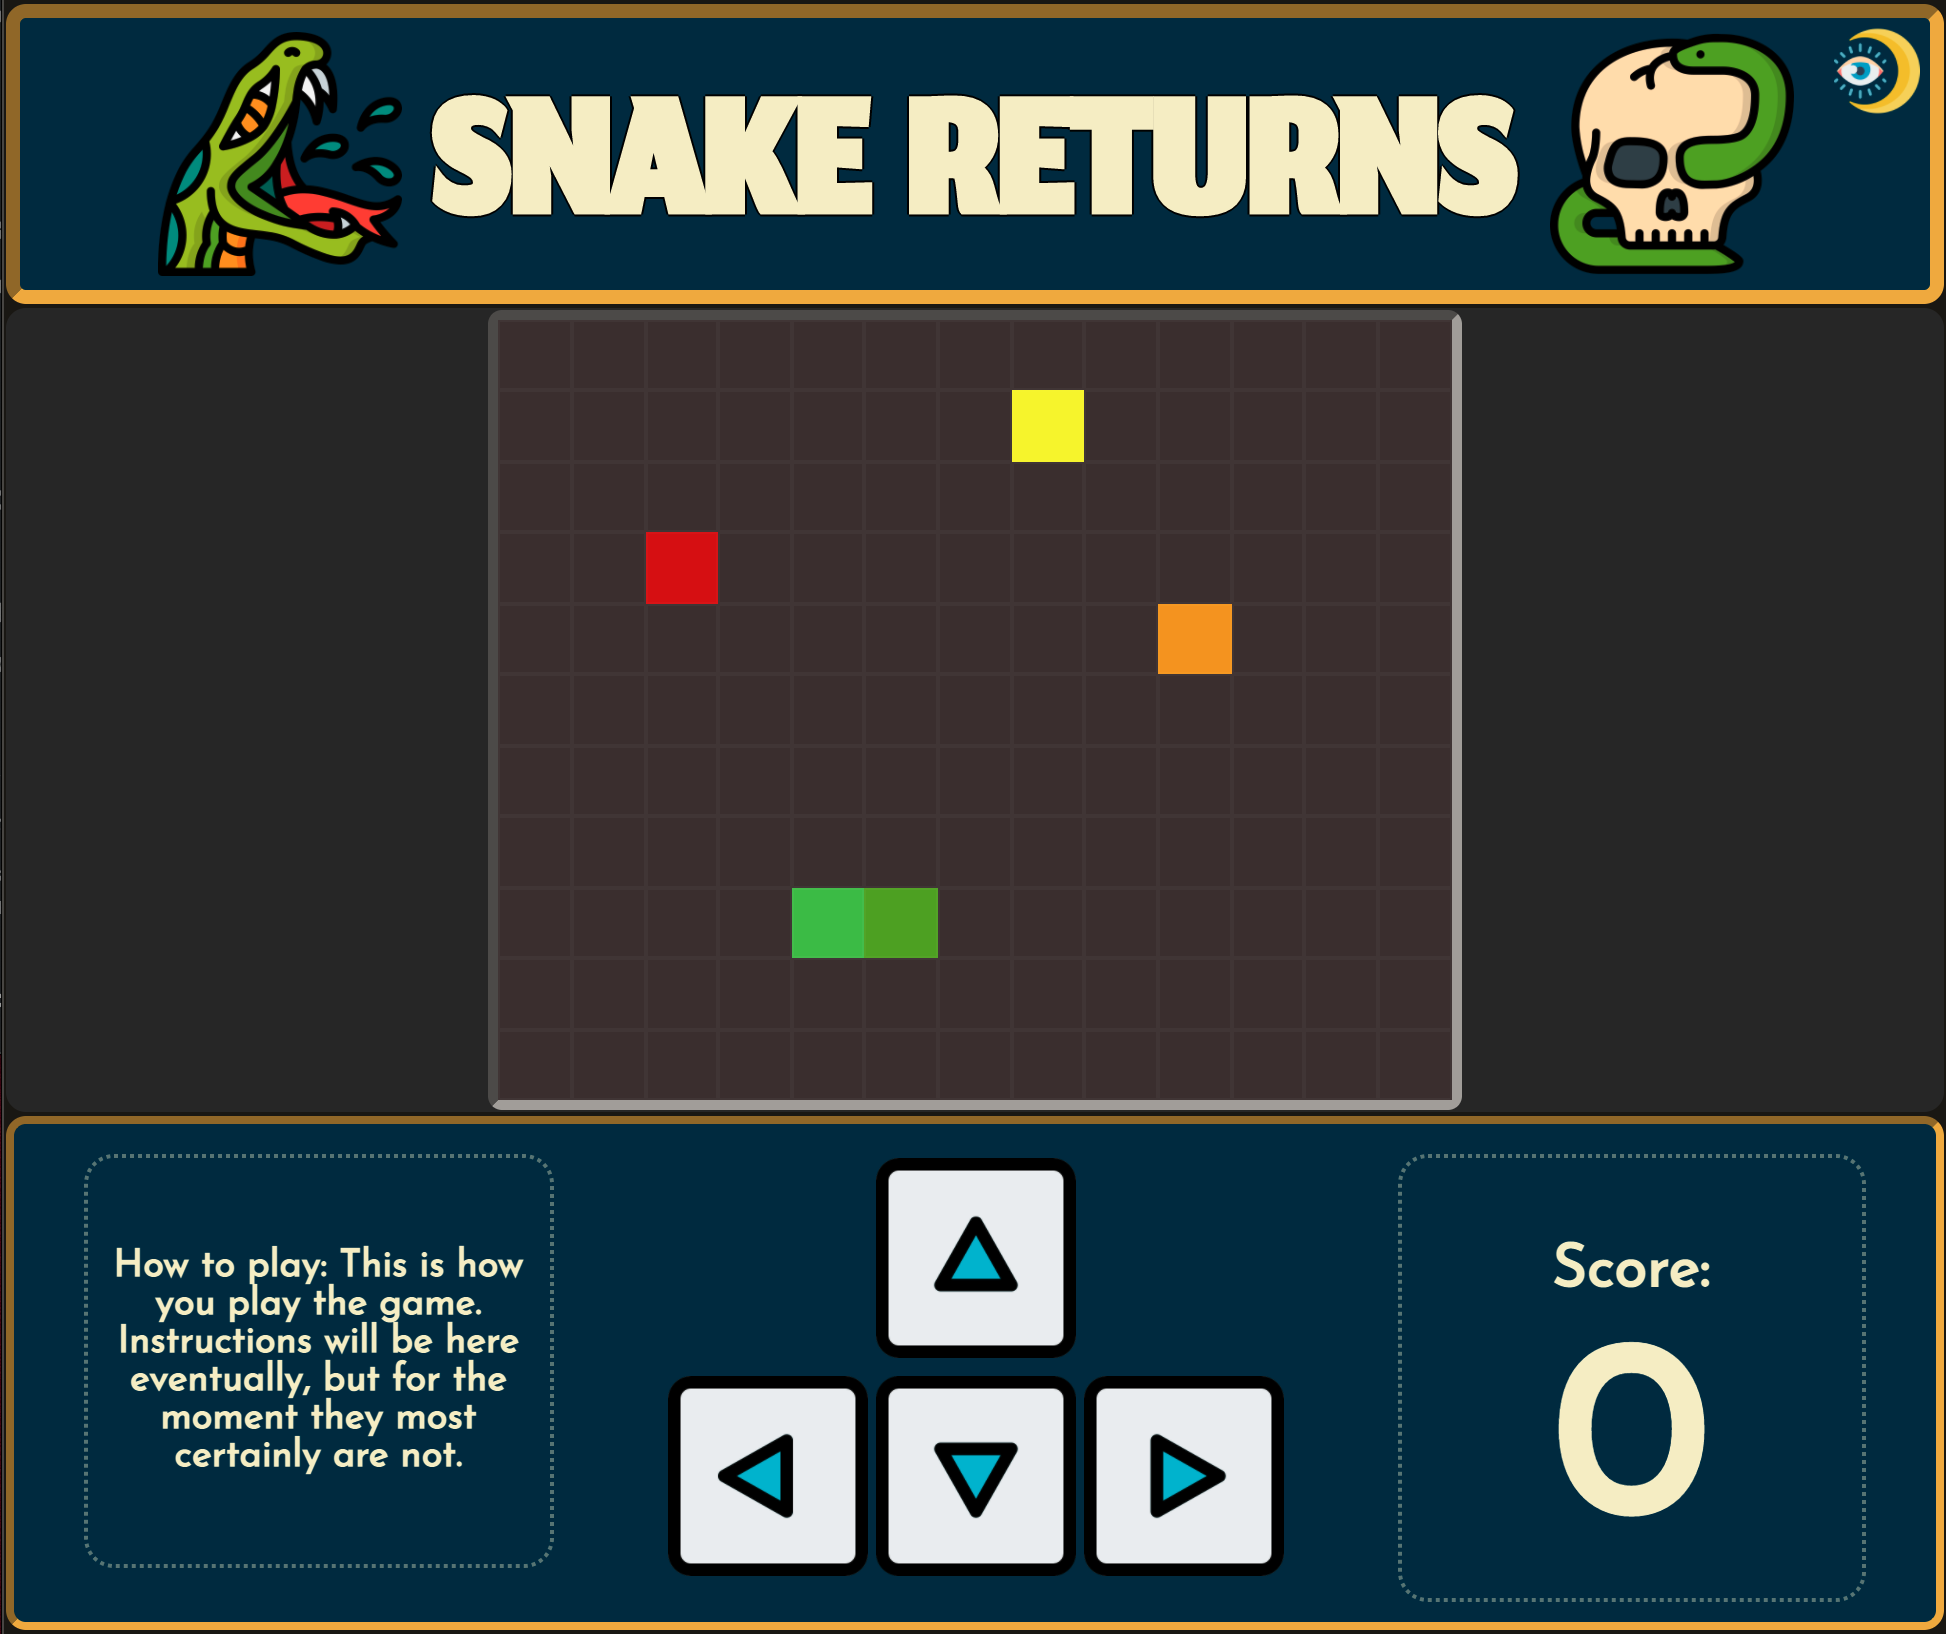 SNAKE RETURNS
How to play: This is how
you play the game.
Instructions will be here
eventually, but for the
moment they most
certainly are not.
Score:
0